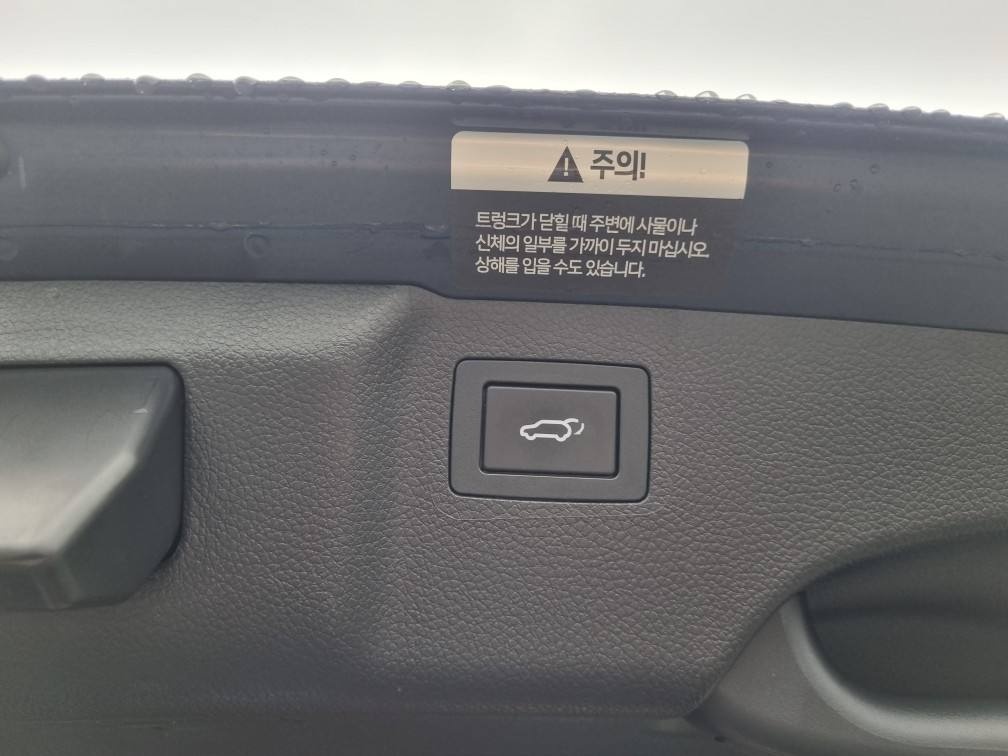 주의!
트렁크가 닫힐 때 주변에 사물이나
신체의 일부를 가까이 두지 마십시오.
상해를 입을 수도 있습니다.